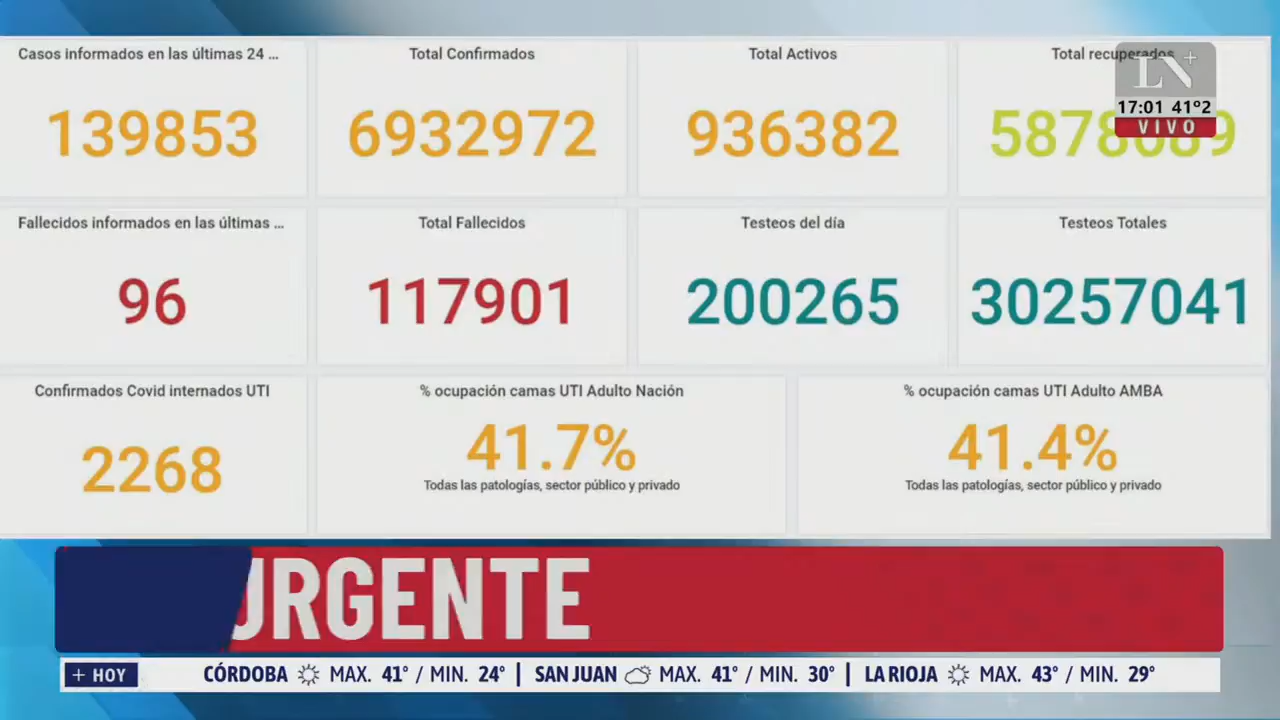 Casos informados en las últimas 24 ...
Total Confirmados
Total Activos
Total recuperados
139853
6932972
936382
5878689
LN+
17:01 41º2
VIVO
Fallecidos informados en las últimas ...
Total Fallecidos
Testeos del día
Testeos Totales
96
117901
200265
30257041
Confirmados Covid internados UTI
% ocupación camas UTI Adulto Nación
% ocupación camas UTI Adulto AMBA
2268
41.7%
41.4%
Todas las patologías, sector público y privado
Todas las patologías, sector público y privado
URGENTE
+ HOY CÓRDOBA MAX. 41° / MIN. 24° | SAN JUAN MAX. 41° / MIN. 30° | LA RIOJA MAX. 43° / MIN. 29°